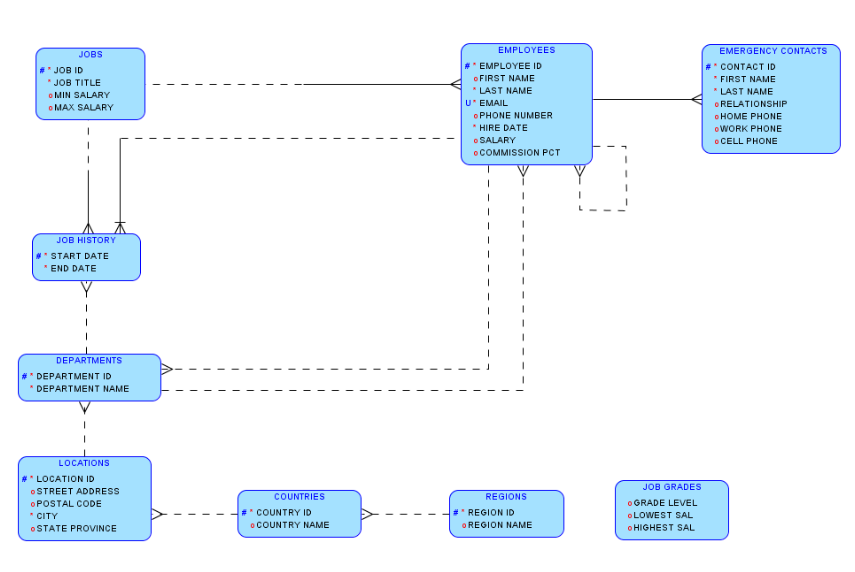 JOBS
# * JOB ID
* JOB TITLE
o MIN SALARY
o MAX SALARY
EMPLOYEES
# * EMPLOYEE ID
o FIRST NAME
* LAST NAME
U * EMAIL
o PHONE NUMBER
* HIRE DATE
o SALARY
o COMMISSION PCT
EMERGENCY CONTACTS
# * CONTACT ID
* FIRST NAME
* LAST NAME
o RELATIONSHIP
o HOME PHONE
o WORK PHONE
o CELL PHONE
JOB HISTORY
# * START DATE
* END DATE
DEPARTMENTS
# * DEPARTMENT ID
* DEPARTMENT NAME
LOCATIONS
# * LOCATION ID
o STREET ADDRESS
o POSTAL CODE
* CITY
o STATE PROVINCE
COUNTRIES
# * COUNTRY ID
o COUNTRY NAME
REGIONS
# * REGION ID
o REGION NAME
JOB GRADES
o GRADE LEVEL
o LOWEST SAL
o HIGHEST SAL